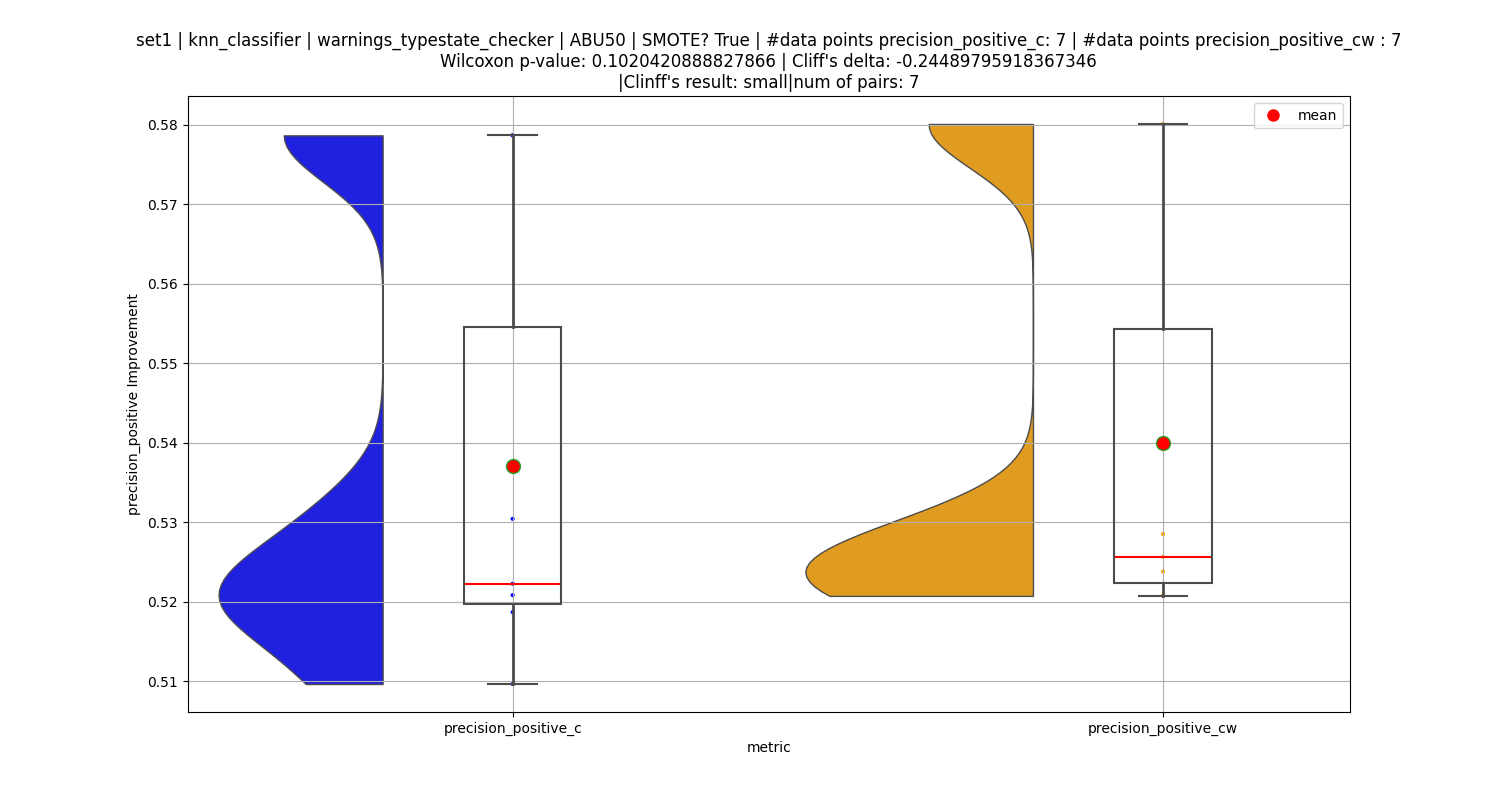 set1 | knn_classifier | warnings_typestate_checker | ABU50 | SMOTE? True | #data points precision_positive_c: 7 | #data points precision_positive_cw : 7
Wilcoxon p-value: 0.1020420888827866 | Cliff's delta: -0.24489795918367346
|Clinff's result: small|num of pairs: 7
mean
precision_positive Improvement
0.58
0.57
0.56
0.55
0.54
0.53
0.52
0.51
precision_positive_c
precision_positive_cw
metric